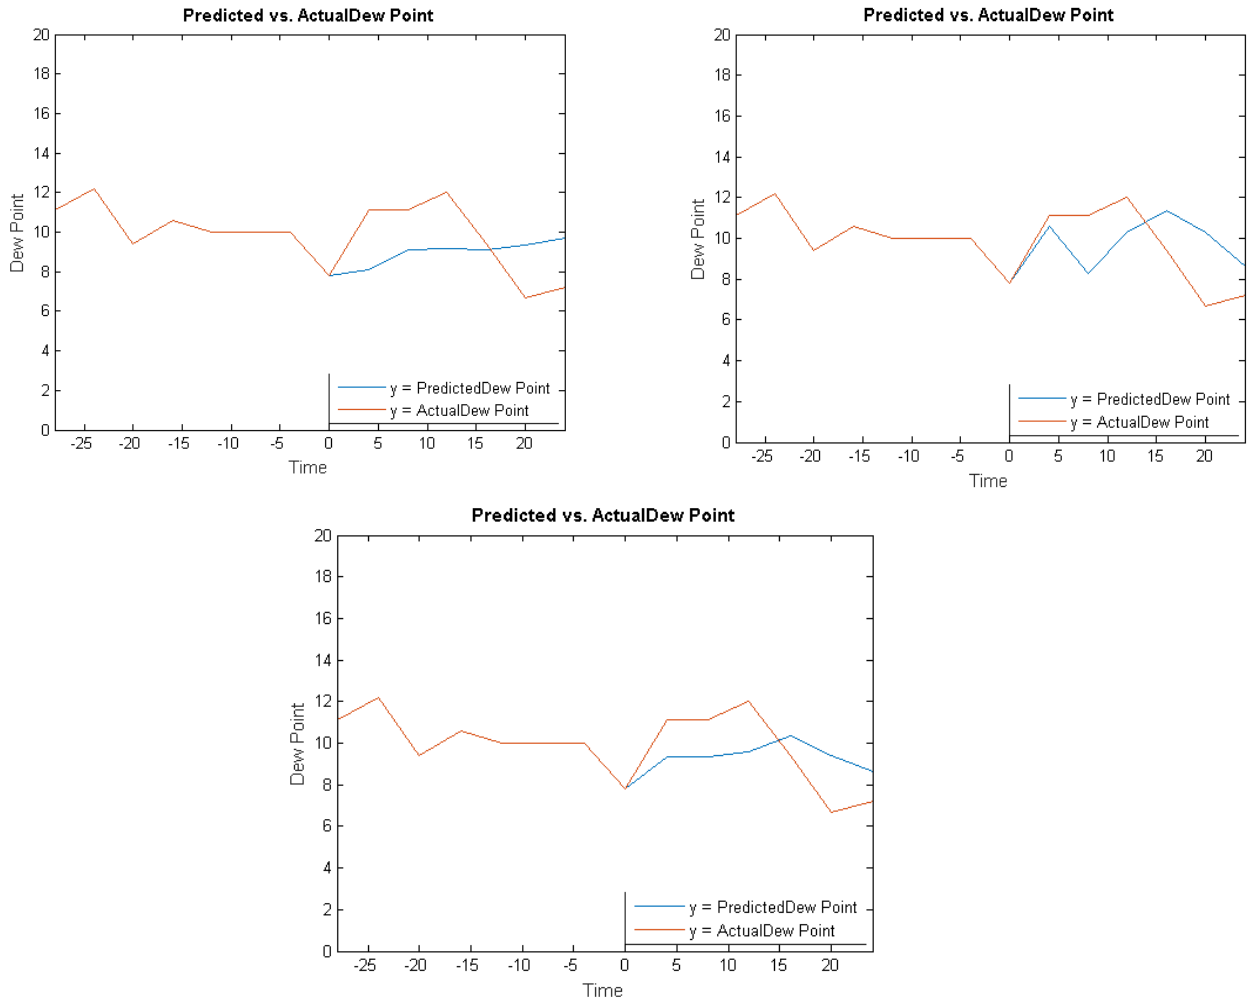 Predicted vs. ActualDew Point
20
18
16
14
12
10
8
6
4
2
0
Dew Point
y = PredictedDew Point
y = ActualDew Point
-25 -20 -15 -10 -5 0 5 10 15 20
Time
Predicted vs. ActualDew Point
20
18
16
14
12
10
8
6
4
2
0
Dew Point
y = PredictedDew Point
y = ActualDew Point
-25 -20 -15 -10 -5 0 5 10 15 20
Time
Predicted vs. ActualDew Point
20
18
16
14
12
10
8
6
4
2
0
Dew Point
y = PredictedDew Point
y = ActualDew Point
-25 -20 -15 -10 -5 0 5 10 15 20
Time